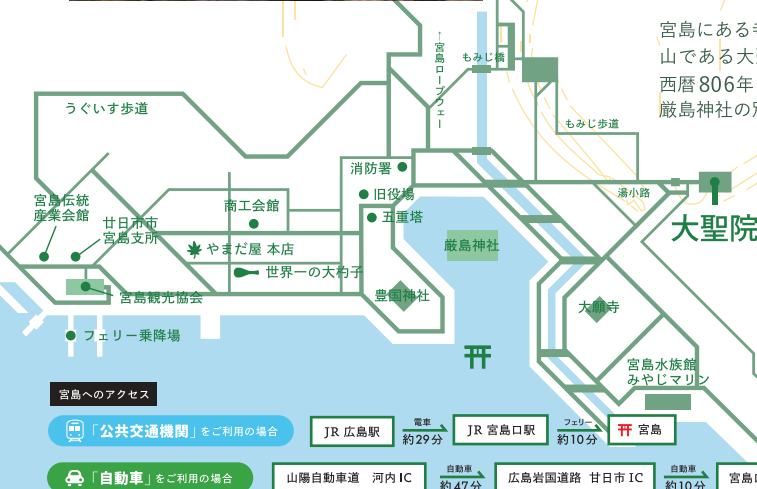 宮島にある
山である大
西暦806年
厳島神社の
↑宮島ロープウェー
もみじ橋
うぐいす歩道
もみじ歩道
消防署
旧役場
湯小路
宮島伝統
産業会館
商工会館
五重塔
大聖院
廿日市市
宮島支所
やまだ屋 本店
厳島神社
世界一の大杓子
宮島観光協会
豊国神社
大願寺
フェリー乗降場
宮島水族館
みやじマリン
宮島へのアクセス
「公共交通機関」をご利用の場合
JR 広島駅
電車
約29分
JR 宮島口駅
フェリー
約10分
宮島
「自動車」をご利用の場合
山陽自動車道 河内 IC
自動車
約47分
広島岩国道路 廿日市 IC
自動車
約10分
宮島